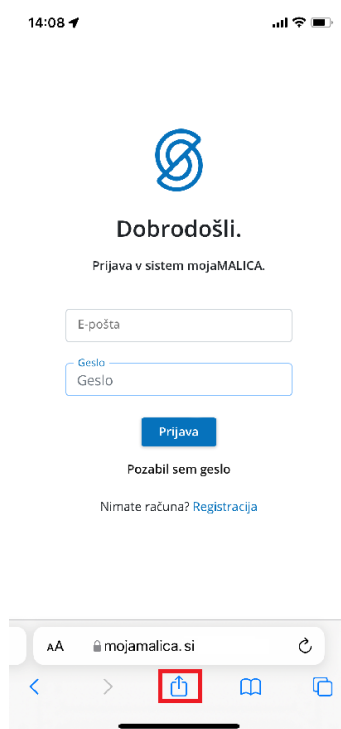 14:08
Dobrodošli.
Prijava v sistem mojaMALICA.
E-pošta
Geslo
Geslo
Prijava
Pozabil sem geslo
Nimate računa? Registracija
AA mojamalica.si